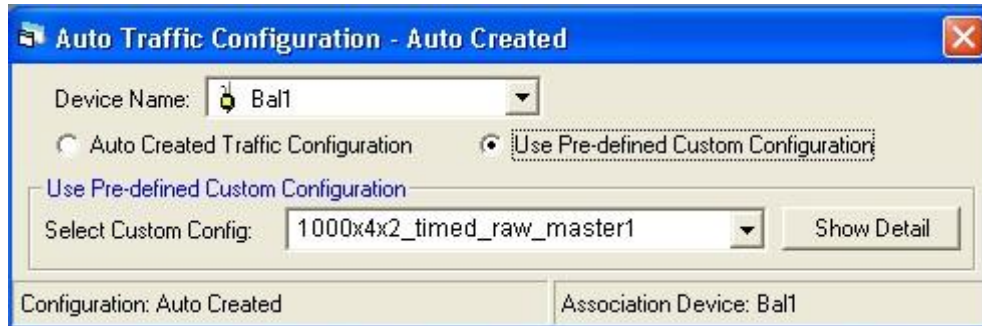 Auto Traffic Configuration - Auto Created
Device Name: Bal1
Auto Created Traffic Configuration Use Pre-defined Custom Configuration
Use Pre-defined Custom Configuration
Select Custom Config: 1000x4x2_timed_raw_master1 Show Detail
Configuration: Auto Created Association Device: Bal1